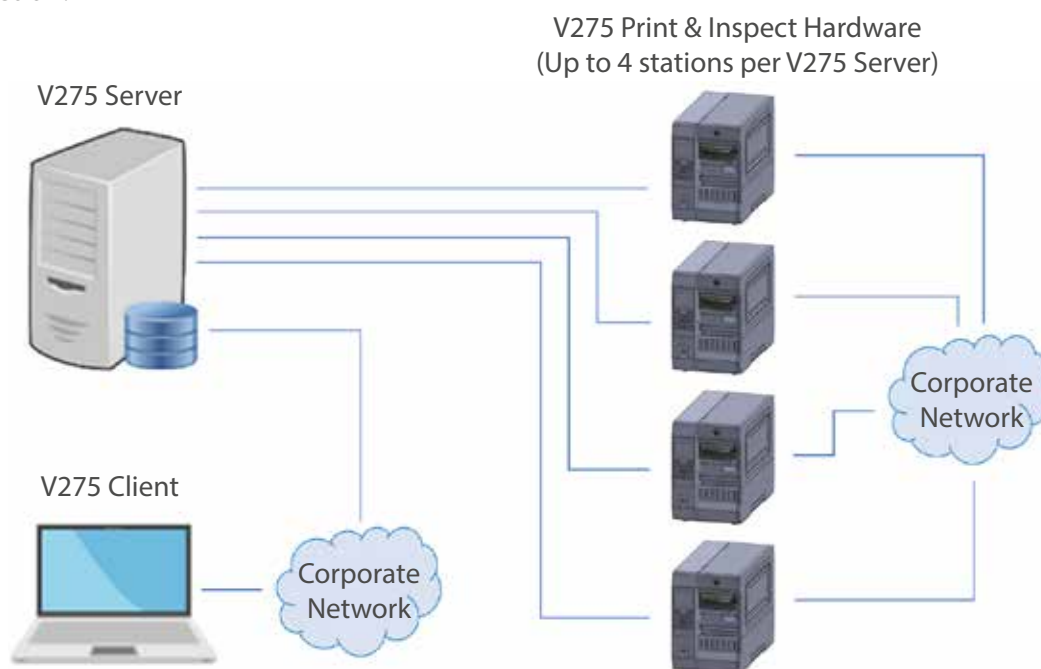 V275 Print & Inspect Hardware
(Up to 4 stations per V275 Server)
V275 Server
Corporate
Network
V275 Client
Corporate
Network